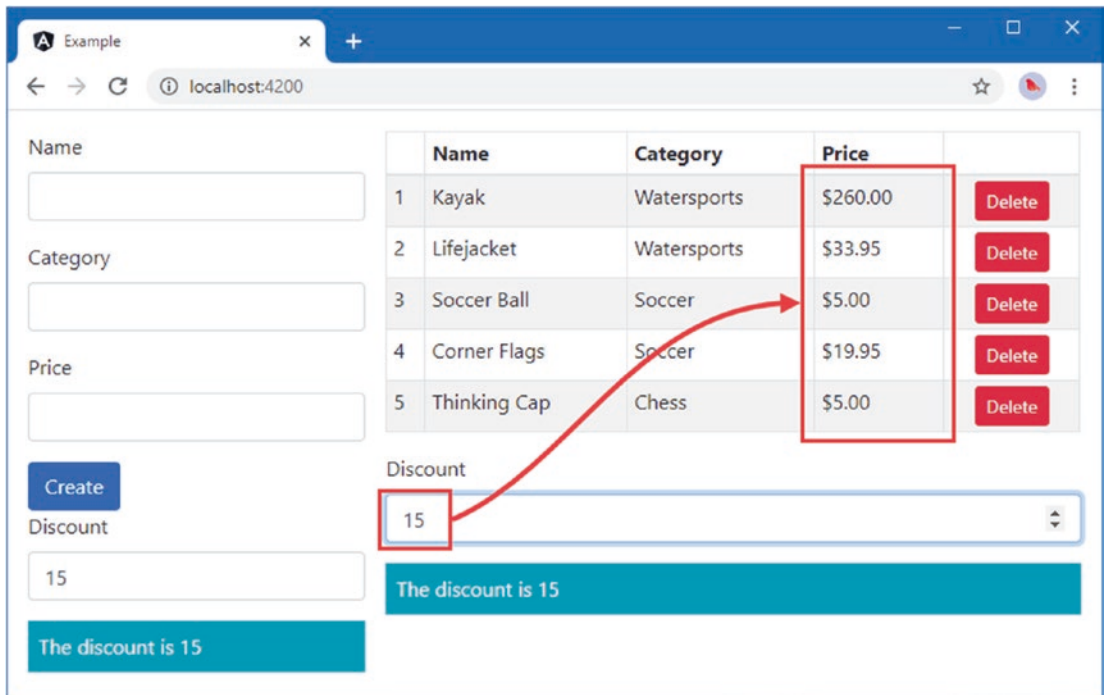 Example
localhost:4200
Name
Category
Price
Create
Discount
15
The discount is 15
Name Category Price
1 Kayak Watersports $260.00 Delete
2 Lifejacket Watersports $33.95 Delete
3 Soccer Ball Soccer $5.00 Delete
4 Corner Flags Soccer $19.95 Delete
5 Thinking Cap Chess $5.00 Delete
Discount
15
The discount is 15